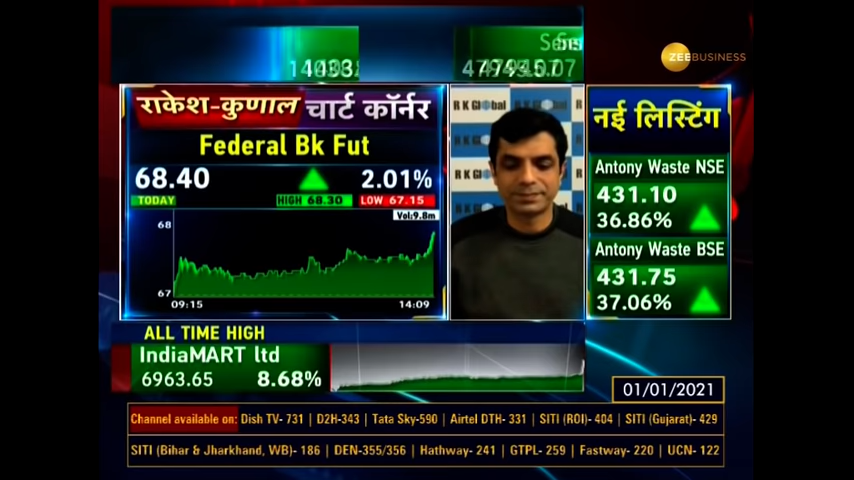 ZEE BUSINESS
राकेश-कुणाल चार्ट कॉर्नर
Federal Bk Fut
68.40 2.01%
TODAY HIGH 68.30 LOW 67.15
Vol:9.8m
68
67
09:15 14:09
R K Global
नई लिस्टिंग
Antony Waste NSE
431.10
36.86%
Antony Waste BSE
431.75
37.06%
ALL TIME HIGH
IndiaMART ltd
6963.65 8.68%
01/01/2021
Channel available on: Dish TV- 731 | D2H-343 | Tata Sky-590 | Airtel DTH- 331 | SITI (ROI)- 404 | SITI (Gujarat)- 429
SITI (Bihar & Jharkhand, WB)- 186 | DEN-355/356 | Hathway- 241 | GTPL- 259 | Fastway- 220 | UCN- 122